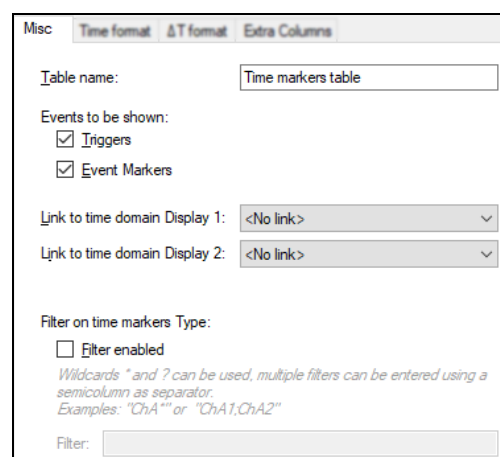 Misc Time format ΔT format Extra Columns
Table name: Time markers table
Events to be shown:
Triggers
Event Markers
Link to time domain Display 1: <No link>
Link to time domain Display 2: <No link>
Filter on time markers Type:
Filter enabled
Wildcards * and ? can be used, multiple filters can be entered using a
semicolon as separator.
Examples: "ChA*" or "ChA1;ChA2"
Filter: